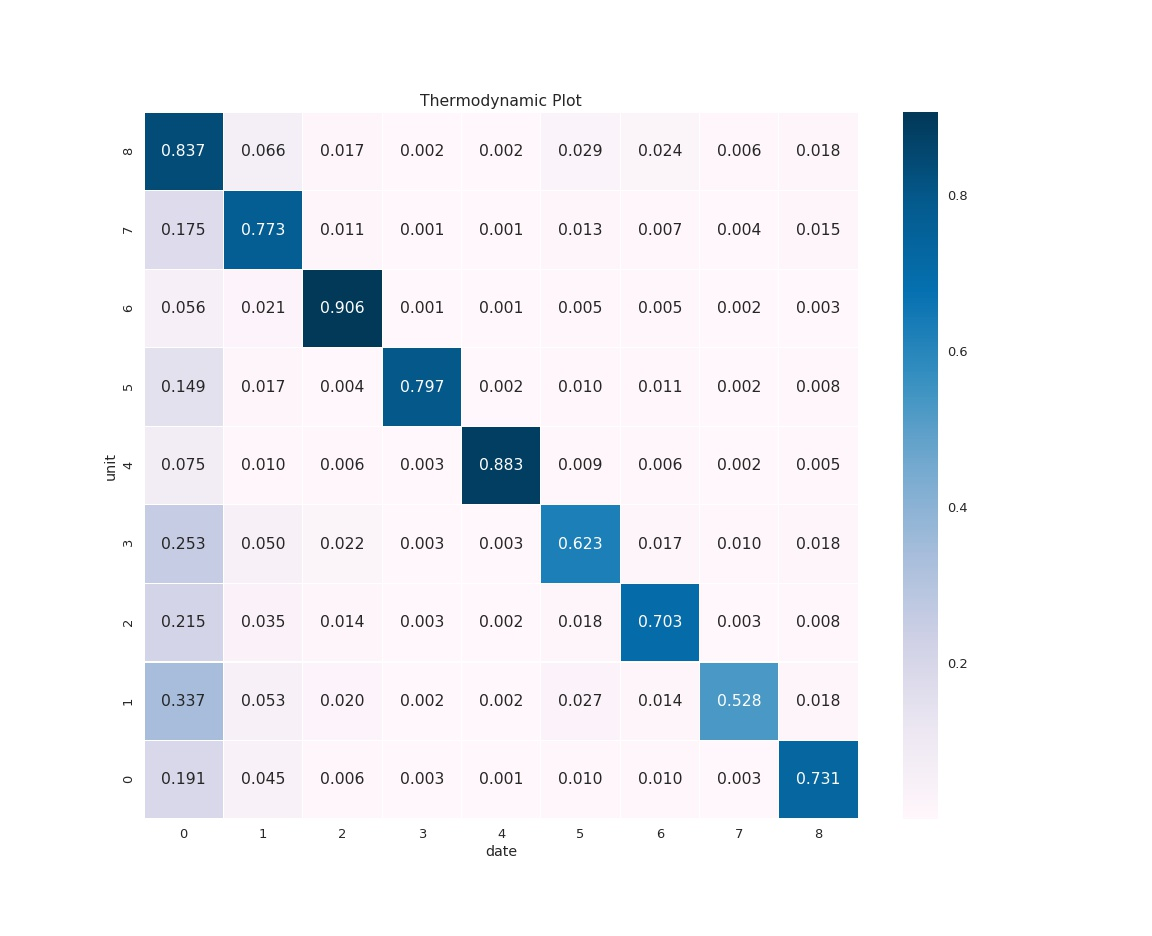 Thermodynamic Plot
8 0.837 0.066 0.017 0.002 0.002 0.029 0.024 0.006 0.018
7 0.175 0.773 0.011 0.001 0.001 0.013 0.007 0.004 0.015
6 0.056 0.021 0.906 0.001 0.001 0.005 0.005 0.002 0.003
5 0.149 0.017 0.004 0.797 0.002 0.010 0.011 0.002 0.008
4 0.075 0.010 0.006 0.003 0.883 0.009 0.006 0.002 0.005
3 0.253 0.050 0.022 0.003 0.003 0.623 0.017 0.010 0.018
2 0.215 0.035 0.014 0.003 0.002 0.018 0.703 0.003 0.008
1 0.337 0.053 0.020 0.002 0.002 0.027 0.014 0.528 0.018
0 0.191 0.045 0.006 0.003 0.001 0.010 0.010 0.003 0.731
0 1 2 3 4 5 6 7 8
date
unit
0.8
0.6
0.4
0.2